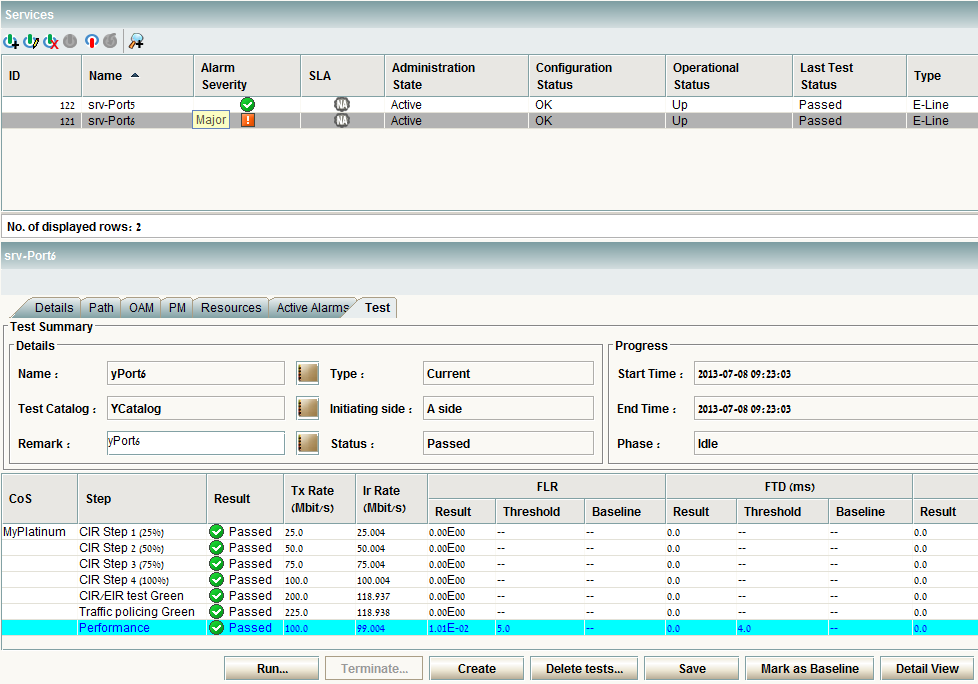 Services
ID Name Alarm Severity SLA Administration State Configuration Status Operational Status Last Test Status Type
122 srv-Port5 NA Active OK Up Passed E-Line
121 srv-Port6 Major ! NA Active OK Up Passed E-Line
No. of displayed rows: 2
srv-Port6
Details Path OAM PM Resources Active Alarms Test
Test Summary
Details Progress
Name : yPort6 Type : Current Start Time : 2013-07-08 09:23:03
Test Catalog : YCatalog Initiating side : A side End Time : 2013-07-08 09:23:03
Remark : yPort6 Status : Passed Phase : Idle
CoS Step Result Tx Rate (Mbit/s) Ir Rate (Mbit/s) FLR FTD (ms)
Result Threshold Baseline Result Threshold Baseline Result
MyPlatinum CIR Step 1 (25%) Passed 25.0 25.004 0.00E00 -- -- 0.0 -- -- 0.0
CIR Step 2 (50%) Passed 50.0 50.004 0.00E00 -- -- 0.0 -- -- 0.0
CIR Step 3 (75%) Passed 75.0 75.004 0.00E00 -- -- 0.0 -- -- 0.0
CIR Step 4 (100%) Passed 100.0 100.004 0.00E00 -- -- 0.0 -- -- 0.0
CIR/EIR test Green Passed 200.0 118.937 0.00E00 -- -- 0.0 -- -- 0.0
Traffic policing Green Passed 225.0 118.938 0.00E00 -- -- 0.0 -- -- 0.0
Performance Passed 100.0 99.004 1.01E-02 5.0 -- 0.0 4.0 -- 0.0
Run... Terminate... Create Delete tests... Save Mark as Baseline Detail View